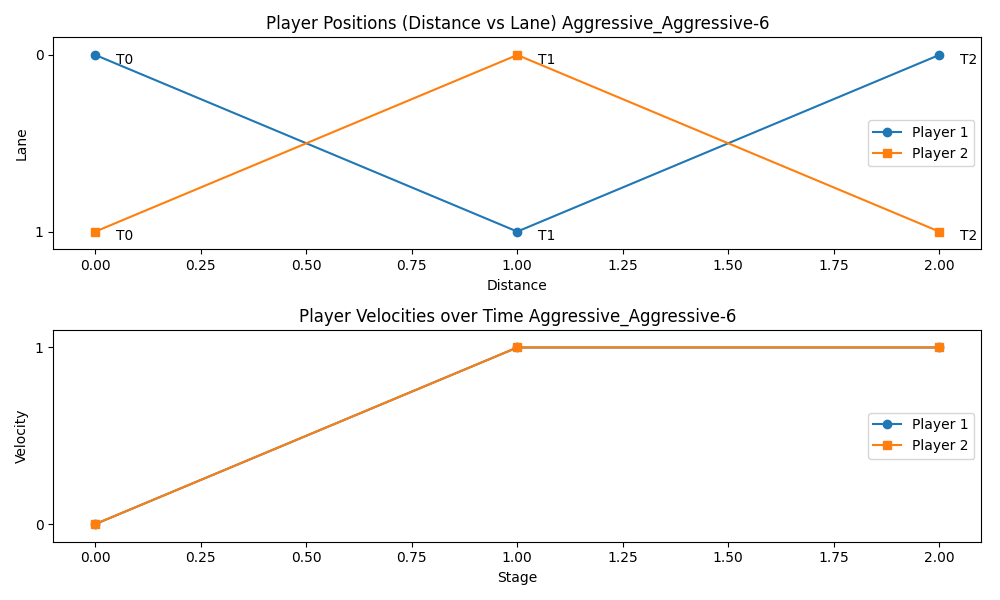 Player Positions (Distance vs Lane) Aggressive_Aggressive-6
0
T0
T1
T2
Lane
Player 1
Player 2
1
T0
T1
T2
0.00 0.25 0.50 0.75 1.00 1.25 1.50 1.75 2.00
Distance
Player Velocities over Time Aggressive_Aggressive-6
1
Velocity
Player 1
Player 2
0
0.00 0.25 0.50 0.75 1.00 1.25 1.50 1.75 2.00
Stage